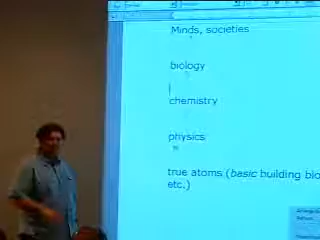 Minds, societies
biology
chemistry
physics
true atoms (basic building blo
etc.)